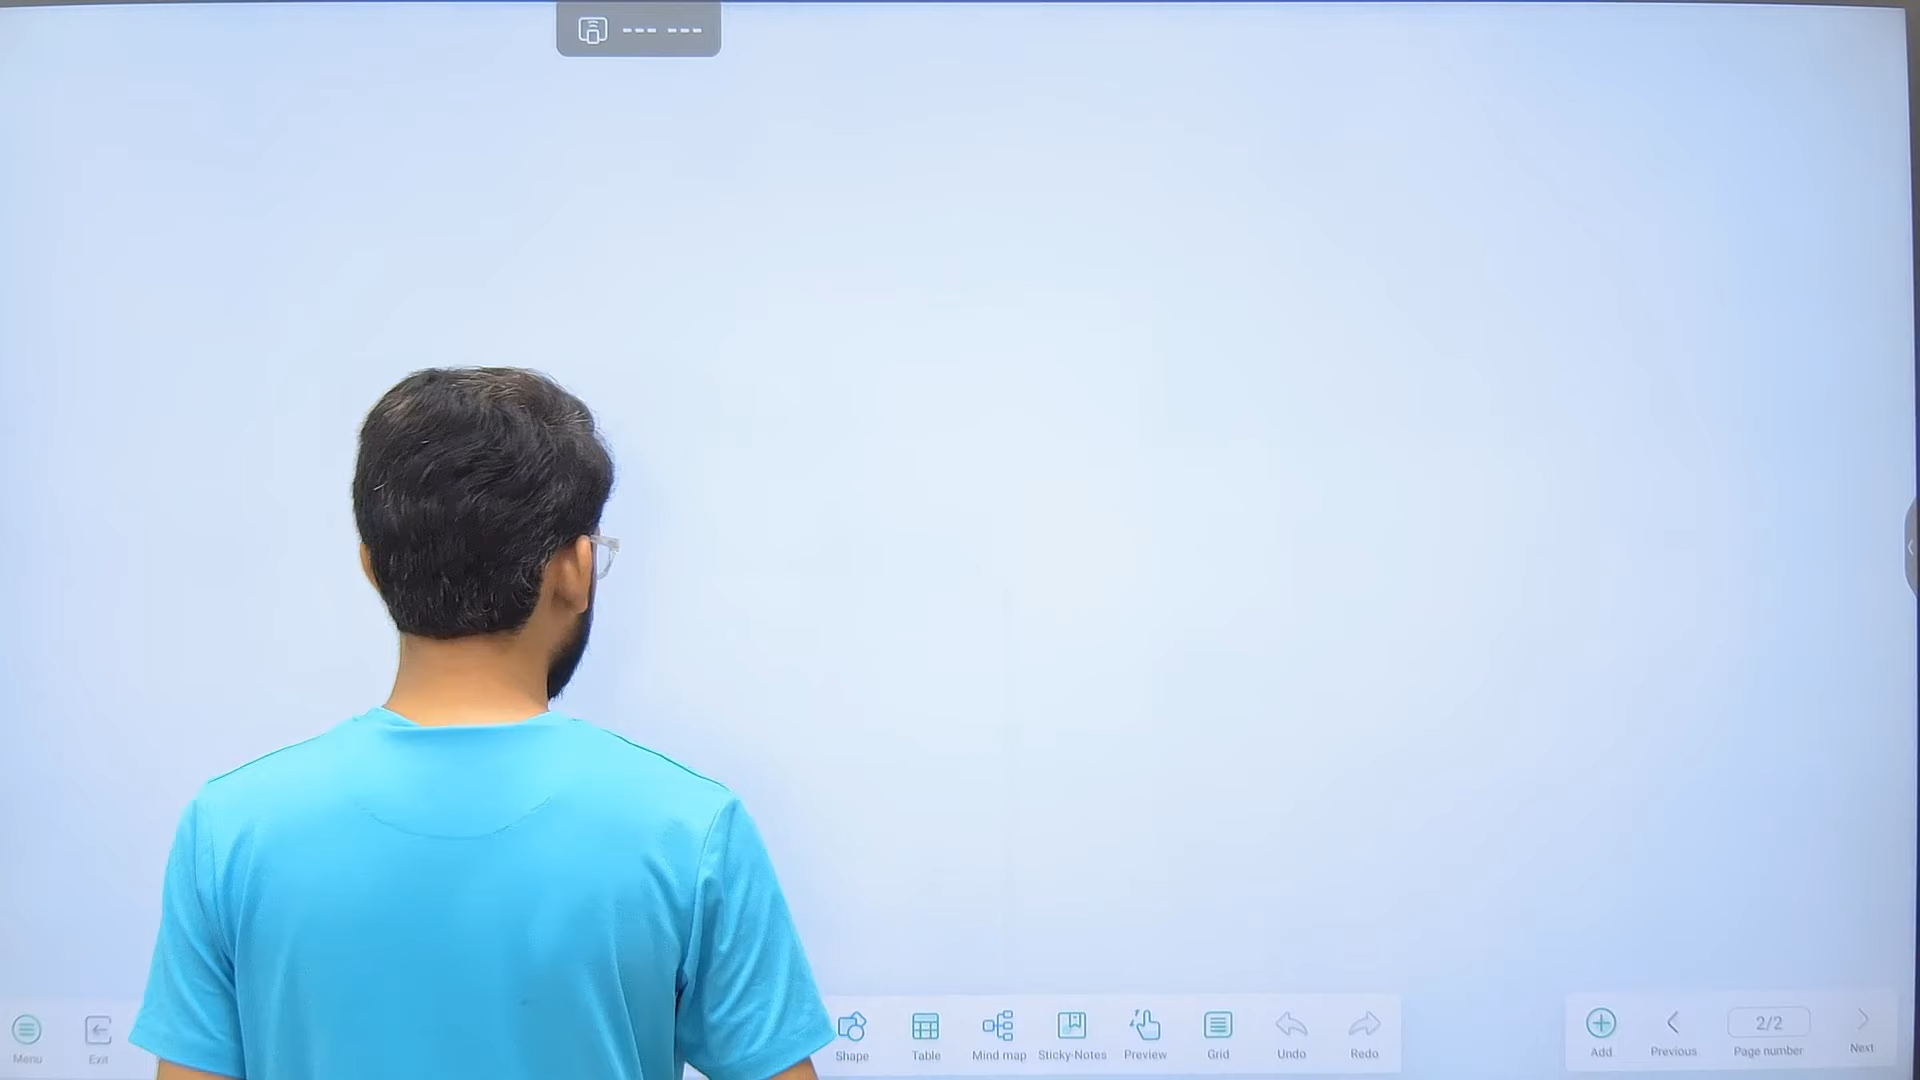 --- ---
Menu
Exit
Shape
Table
Mind map
Sticky-Notes
Preview
Grid
Undo
Redo
Add
Previous
2/2
Page number
Next